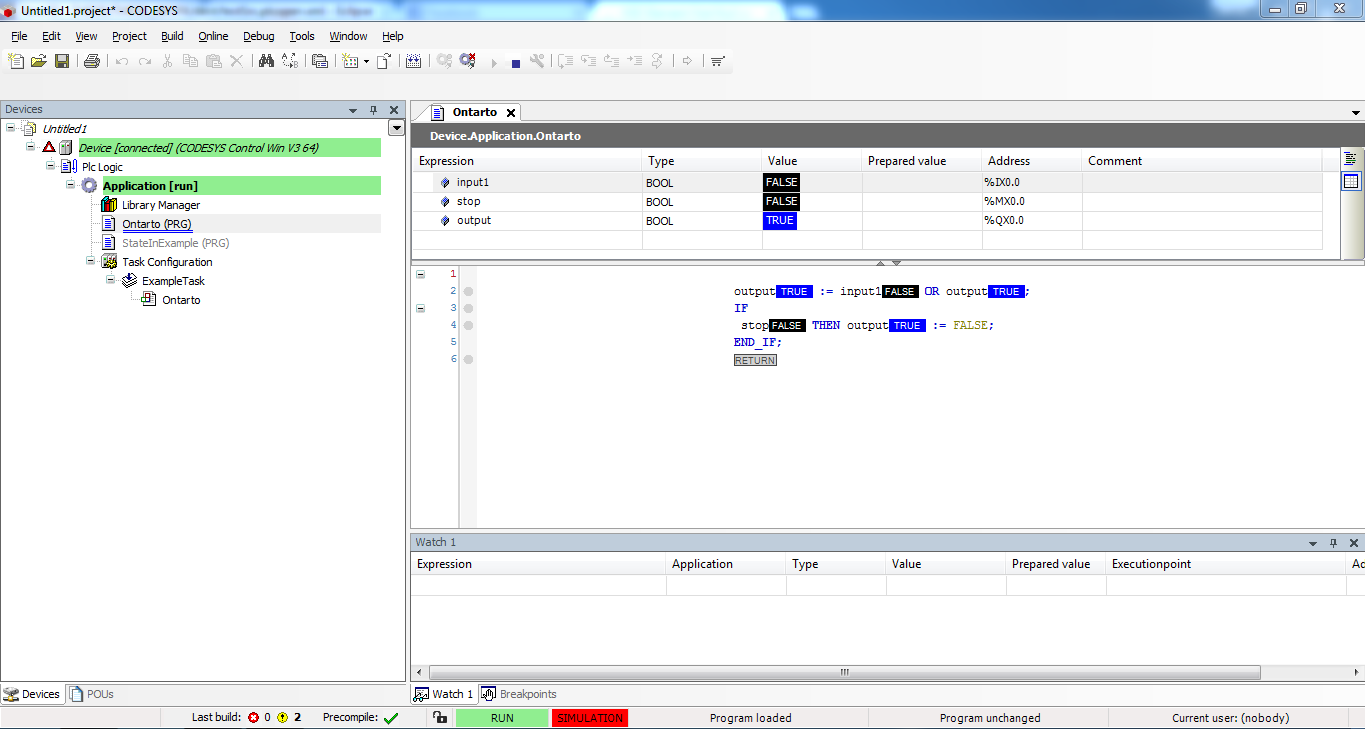 Untitled1.project* - CODESYS
File Edit View Project Build Online Debug Tools Window Help
Devices
Untitled1
Device [connected] (CODESYS Control Win V3 64)
Plc Logic
Application [run]
Library Manager
Ontarto (PRG)
StateInExample (PRG)
Task Configuration
ExampleTask
Ontarto
Devices POUs
Ontarto
Device.Application.Ontarto
Expression Type Value Prepared value Address Comment
input1 BOOL FALSE %IX0.0
stop BOOL FALSE %MX0.0
output BOOL TRUE %QX0.0
1
2 output TRUE := input1 FALSE OR output TRUE ;
3 IF
4 stop FALSE THEN output TRUE := FALSE;
5 END_IF;
6 RETURN
Watch 1
Expression Application Type Value Prepared value Executionpoint Ad
Watch 1 Breakpoints
Last build: 0 2 Precompile: RUN SIMULATION Program loaded Program unchanged Current user: (nobody)